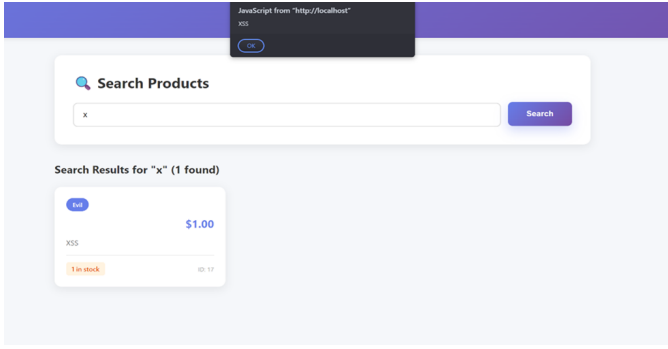 JavaScript from "http://localhost"
XSS
OK
Search Products
x
Search
Search Results for "x" (1 found)
Evil
$1.00
XSS
1 in stock
ID: 17